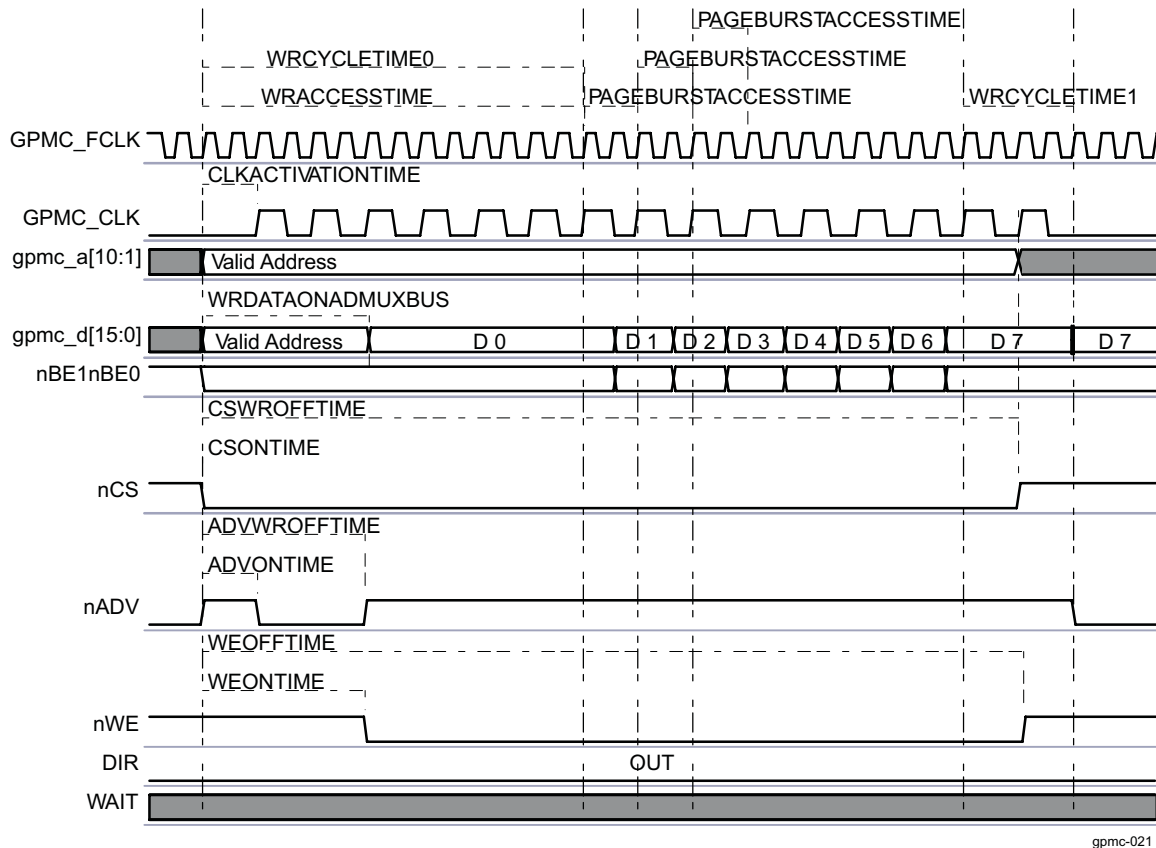 PAGEBURSTACCESSTIME
WRCYCLETIME0 PAGEBURSTACCESSTIME
WRACCESSTIME PAGEBURSTACCESSTIME WRCYCLETIME1
GPMC_FCLK
CLKACTIVATIONTIME
GPMC_CLK
gpmc_a[10:1] Valid Address
WRDATAONADMUXBUS
gpmc_d[15:0] Valid Address D 0 D 1 D 2 D 3 D 4 D 5 D 6 D 7 D 7
nBE1nBE0
CSWROFFTIME
CSONTIME
nCS
ADVWROFFTIME
ADVONTIME
nADV
WEOFFTIME
WEONTIME
nWE
DIR OUT
WAIT
gpmc-021